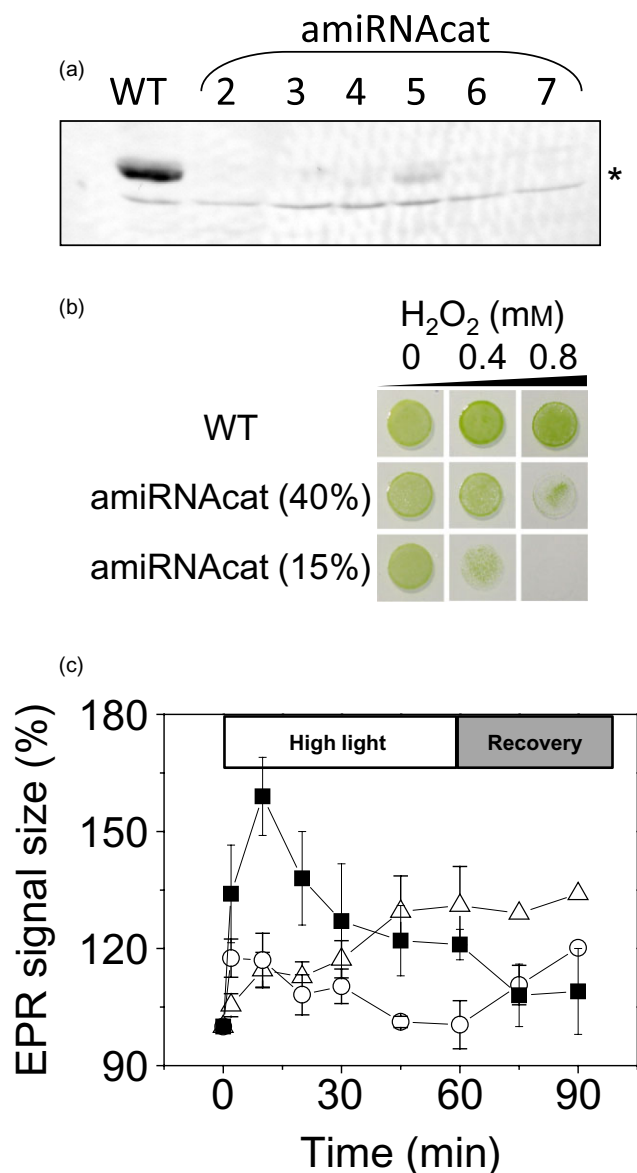 amiRNAcat
(a)
WT 2 3 4 5 6 7
*
(b)
H₂O₂ (mM)
0 0.4 0.8
WT
amiRNAcat (40%)
amiRNAcat (15%)
(c)
180
High light Recovery
150
120
90
EPR signal size (%)
0 30 60 90
Time (min)